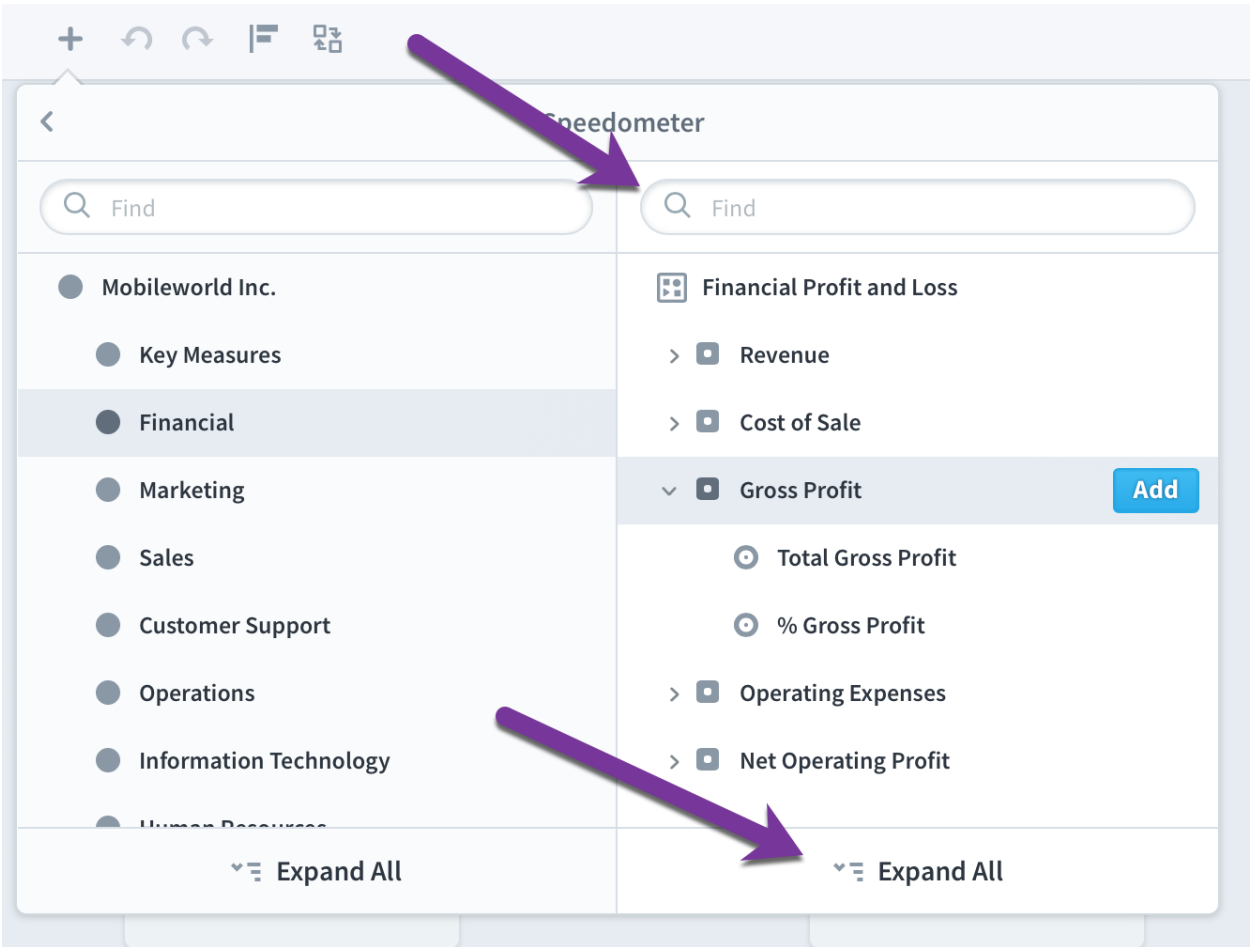 Speedometer
Find
Mobileworld Inc.
Key Measures
Financial
Marketing
Sales
Customer Support
Operations
Information Technology
Human Resources
Expand All
Find
Financial Profit and Loss
Revenue
Cost of Sale
Gross Profit
Add
Total Gross Profit
% Gross Profit
Operating Expenses
Net Operating Profit
Expand All